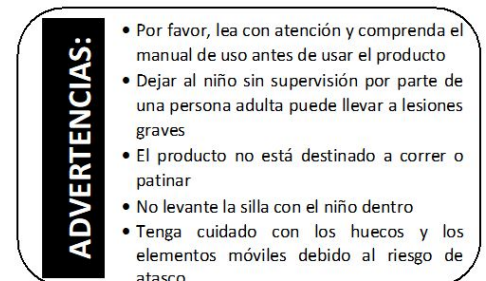 ADVERTENCIAS:
• Por favor, lea con atención y comprenda el
manual de uso antes de usar el producto
• Dejar al niño sin supervisión por parte de
una persona adulta puede llevar a lesiones
graves
• El producto no está destinado a correr o
patinar
• No levante la silla con el niño dentro
• Tenga cuidado con los huecos y los
elementos móviles debido al riesgo de
atasco